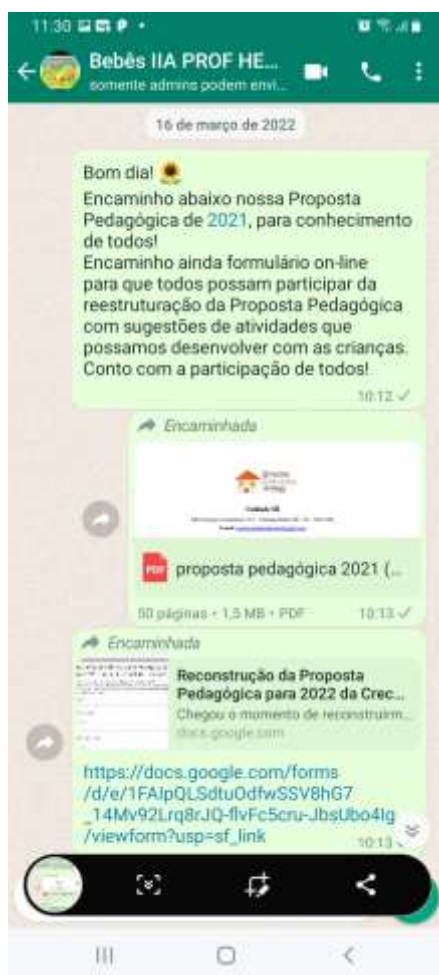 11:30
Bebês IIA PROF HE...
somente admins podem envi...
16 de março de 2022
Bom dia! 🌻
Encaminho abaixo nossa Proposta
Pedagógica de 2021, para conhecimento
de todos!
Encaminho ainda formulário on-line
para que todos possam participar da
reestruturação da Proposta Pedagógica
com sugestões de atividades que
possamos desenvolver com as crianças.
Conto com a participação de todos!
10:12
Encaminhada
PDF
proposta pedagógica 2021 (...
50 páginas • 1,5 MB • PDF
10:13
Encaminhada
Reconstrução da Proposta
Pedagógica para 2022 da Crec...
Chegou o momento de reconstruirm...
docs.google.com
https://docs.google.com/forms
/d/e/1FAIpQLSdtuOdfwSSV8hG7
_14Mv92Lrq8rJQ-flvFc5cru-JbsUbo4Ig
/viewform?usp=sf_link
10:13